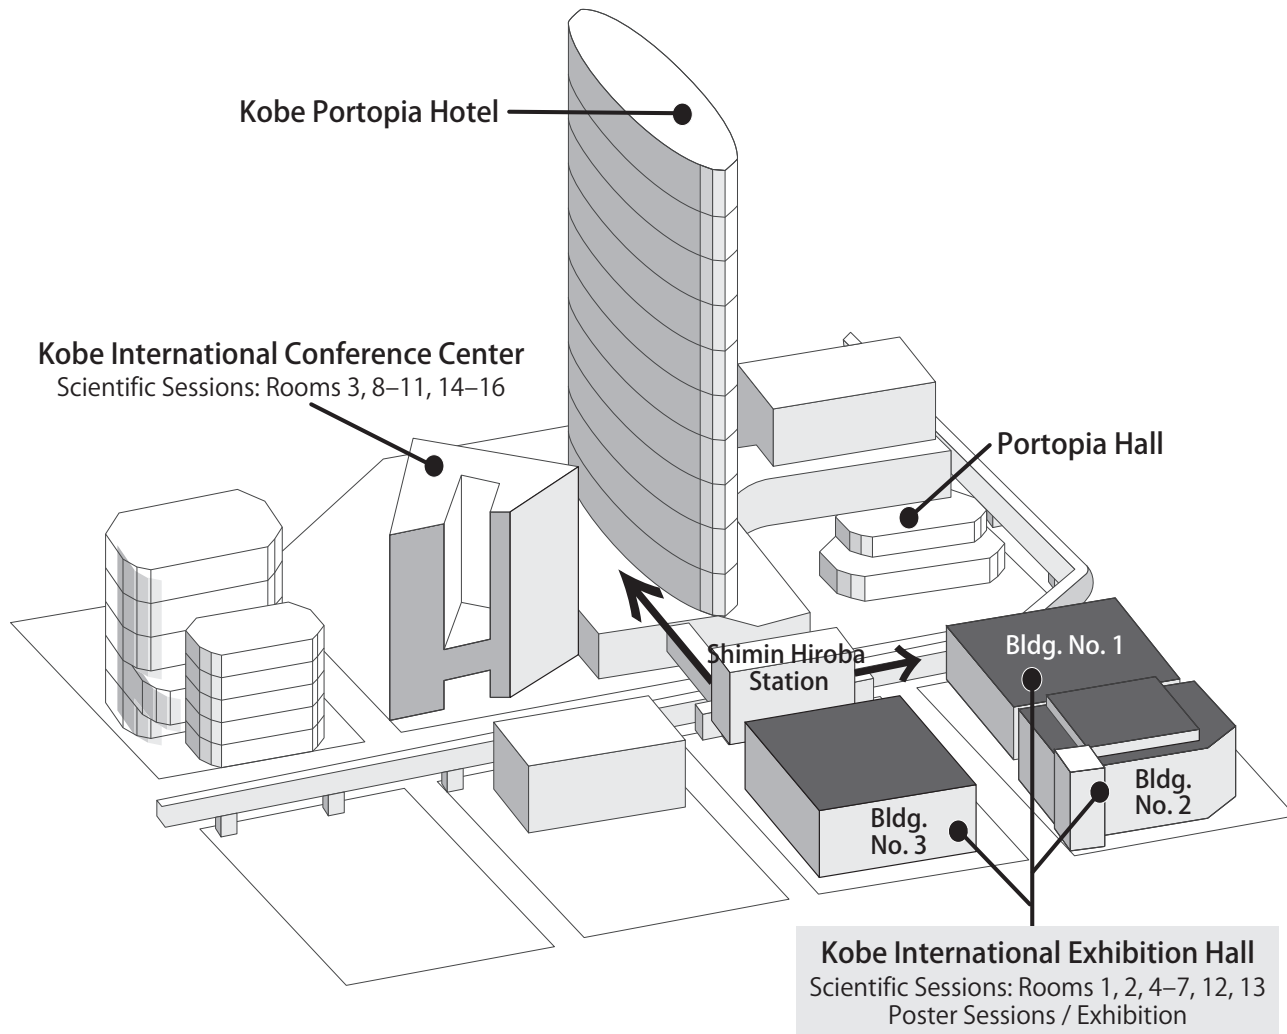 Kobe Portopia Hotel
Kobe International Conference Center
Scientific Sessions: Rooms 3, 8–11, 14–16
Portopia Hall
Shimin Hiroba
Station
Bldg. No. 1
Bldg.
No. 2
Bldg.
No. 3
Kobe International Exhibition Hall
Scientific Sessions: Rooms 1, 2, 4–7, 12, 13
Poster Sessions / Exhibition